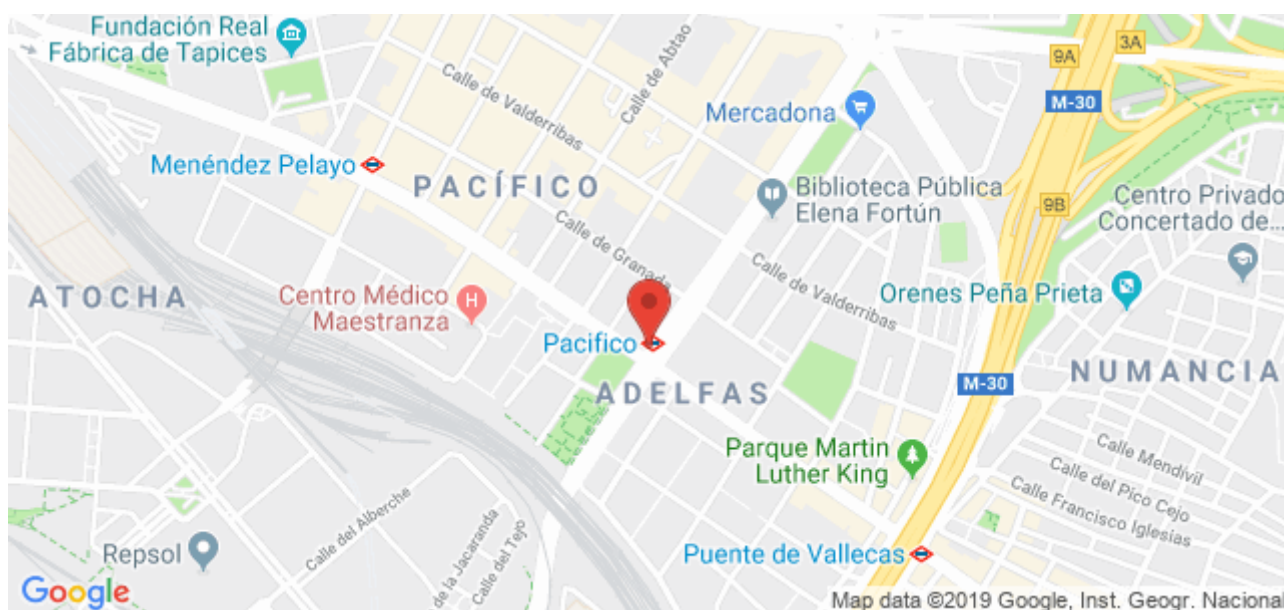 Fundación Real
Fábrica de Tapices
Calle de Abtao
Calle de Valderribas
9A
3A
M-30
Mercadona
Menéndez Pelayo
PACÍFICO
Biblioteca Pública
Elena Fortún
9B
Centro Privado
Concertado de...
Calle de Granada
Calle de Valderribas
ATOCHA
Centro Médico
Maestranza
Orenes Peña Prieta
Pacifico
ADELFAS
M-30
NUMANCIA
Parque Martin
Luther King
Calle Mendívil
Calle del Pico Cejo
Calle Francisco Iglesias
Calle del Alberche
de la Jacaranda
Calle del Tejo
Repsol
Puente de Vallecas
Google
Map data ©2019 Google, Inst. Geogr. Naciona